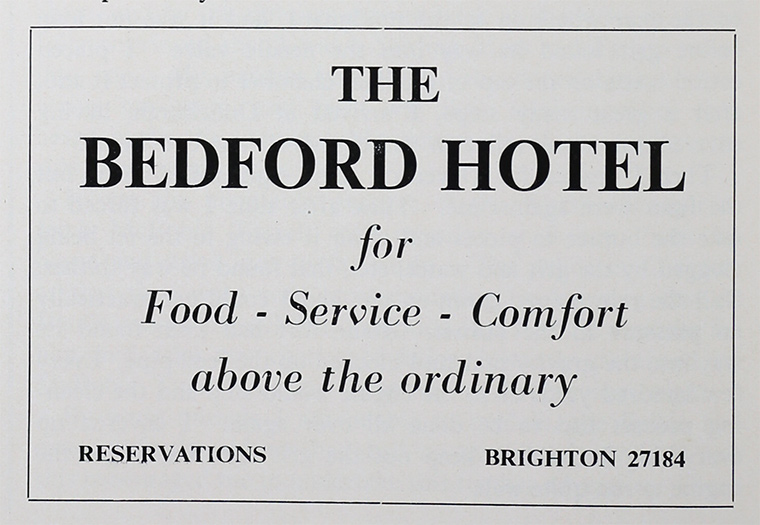 THE
BEDFORD HOTEL
for
Food - Service - Comfort
above the ordinary
RESERVATIONS BRIGHTON 27184